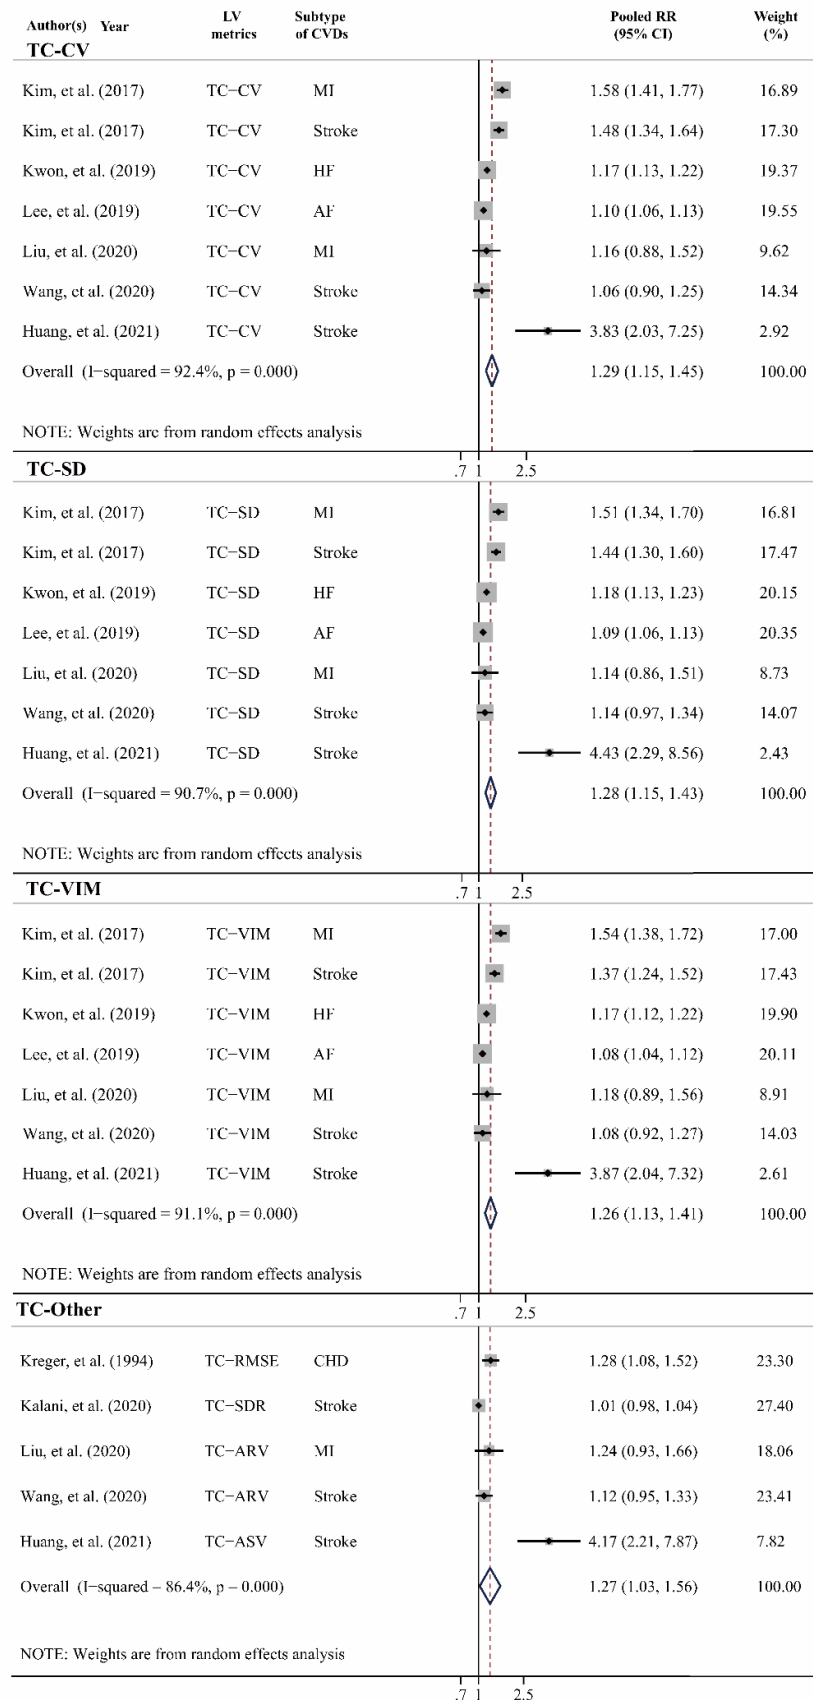 Author(s) Year LV metrics Subtype of CVDs Pooled RR (95% CI) Weight (%)
TC-CV
Kim, et al. (2017) TC−CV MI 1.58 (1.41, 1.77) 16.89
Kim, et al. (2017) TC−CV Stroke 1.48 (1.34, 1.64) 17.30
Kwon, et al. (2019) TC−CV HF 1.17 (1.13, 1.22) 19.37
Lee, et al. (2019) TC−CV AF 1.10 (1.06, 1.13) 19.55
Liu, et al. (2020) TC−CV MI 1.16 (0.88, 1.52) 9.62
Wang, et al. (2020) TC−CV Stroke 1.06 (0.90, 1.25) 14.34
Huang, et al. (2021) TC−CV Stroke 3.83 (2.03, 7.25) 2.92
Overall (I−squared = 92.4%, p = 0.000) 1.29 (1.15, 1.45) 100.00
NOTE: Weights are from random effects analysis
.7 1 2.5
TC-SD
Kim, et al. (2017) TC−SD MI 1.51 (1.34, 1.70) 16.81
Kim, et al. (2017) TC−SD Stroke 1.44 (1.30, 1.60) 17.47
Kwon, et al. (2019) TC−SD HF 1.18 (1.13, 1.23) 20.15
Lee, et al. (2019) TC−SD AF 1.09 (1.06, 1.13) 20.35
Liu, et al. (2020) TC−SD MI 1.14 (0.86, 1.51) 8.73
Wang, et al. (2020) TC−SD Stroke 1.14 (0.97, 1.34) 14.07
Huang, et al. (2021) TC−SD Stroke 4.43 (2.29, 8.56) 2.43
Overall (I−squared = 90.7%, p = 0.000) 1.28 (1.15, 1.43) 100.00
NOTE: Weights are from random effects analysis
.7 1 2.5
TC-VIM
Kim, et al. (2017) TC−VIM MI 1.54 (1.38, 1.72) 17.00
Kim, et al. (2017) TC−VIM Stroke 1.37 (1.24, 1.52) 17.43
Kwon, et al. (2019) TC−VIM HF 1.17 (1.12, 1.22) 19.90
Lee, et al. (2019) TC−VIM AF 1.08 (1.04, 1.12) 20.11
Liu, et al. (2020) TC−VIM MI 1.18 (0.89, 1.56) 8.91
Wang, et al. (2020) TC−VIM Stroke 1.08 (0.92, 1.27) 14.03
Huang, et al. (2021) TC−VIM Stroke 3.87 (2.04, 7.32) 2.61
Overall (I−squared = 91.1%, p = 0.000) 1.26 (1.13, 1.41) 100.00
NOTE: Weights are from random effects analysis
.7 1 2.5
TC-Other
Kreger, et al. (1994) TC−RMSE CHD 1.28 (1.08, 1.52) 23.30
Kalani, et al. (2020) TC−SDR Stroke 1.01 (0.98, 1.04) 27.40
Liu, et al. (2020) TC−ARV MI 1.24 (0.93, 1.66) 18.06
Wang, et al. (2020) TC−ARV Stroke 1.12 (0.95, 1.33) 23.41
Huang, et al. (2021) TC−ASV Stroke 4.17 (2.21, 7.87) 7.82
Overall (I−squared = 86.4%, p = 0.000) 1.27 (1.03, 1.56) 100.00
NOTE: Weights are from random effects analysis
.7 1 2.5